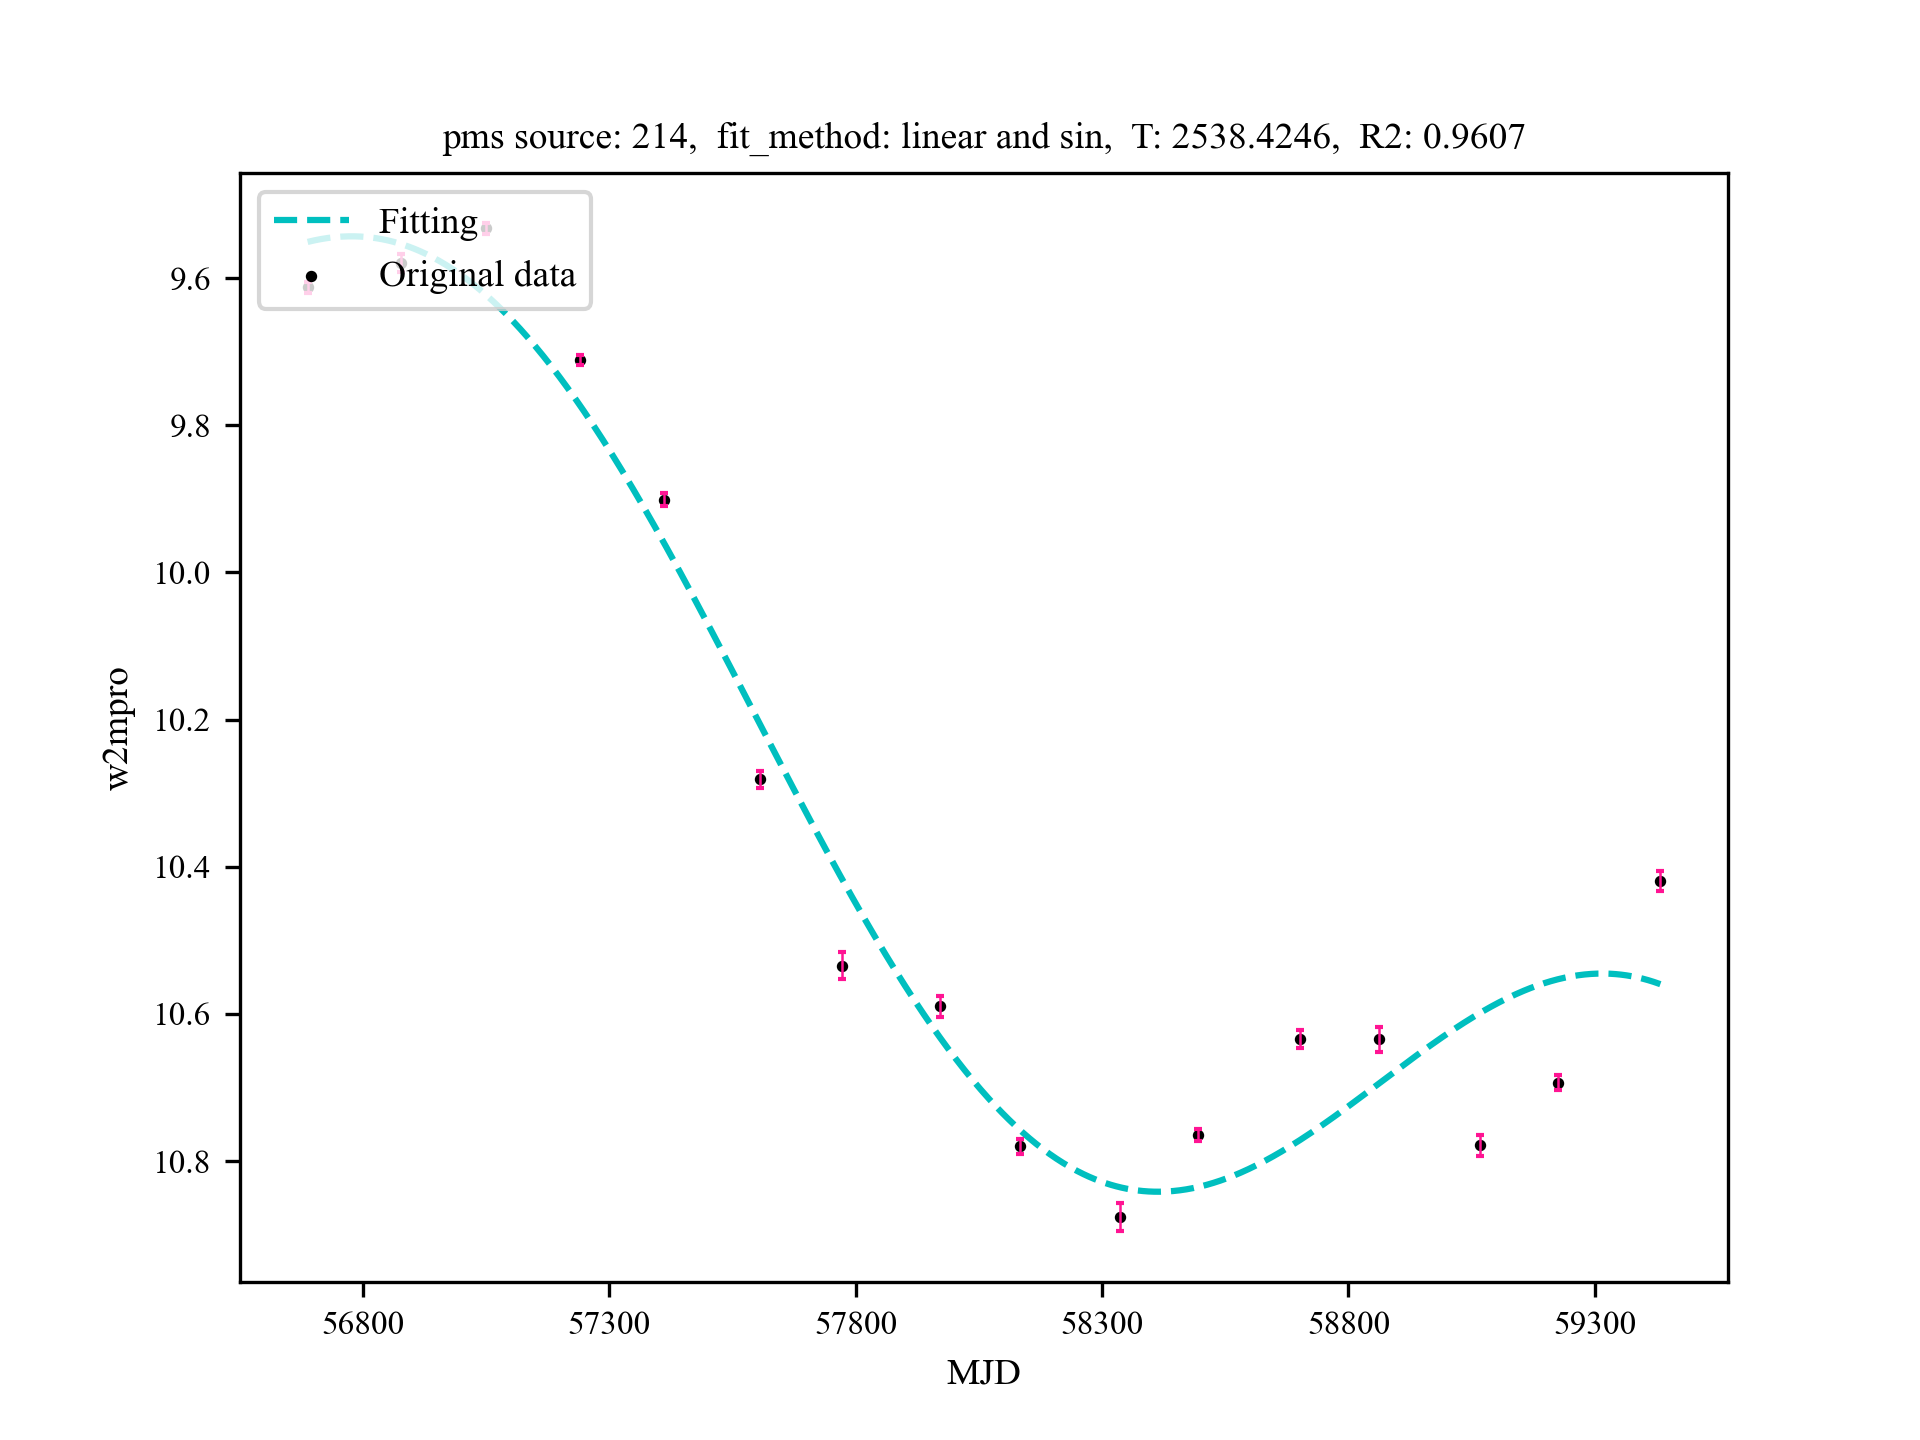 pms source: 214,  fit_method: linear and sin,  T: 2538.4246,  R2: 0.9607
Fitting
Original data
9.6
9.8
10.0
10.2
10.4
10.6
10.8
w2mpro
56800 57300 57800 58300 58800 59300
MJD